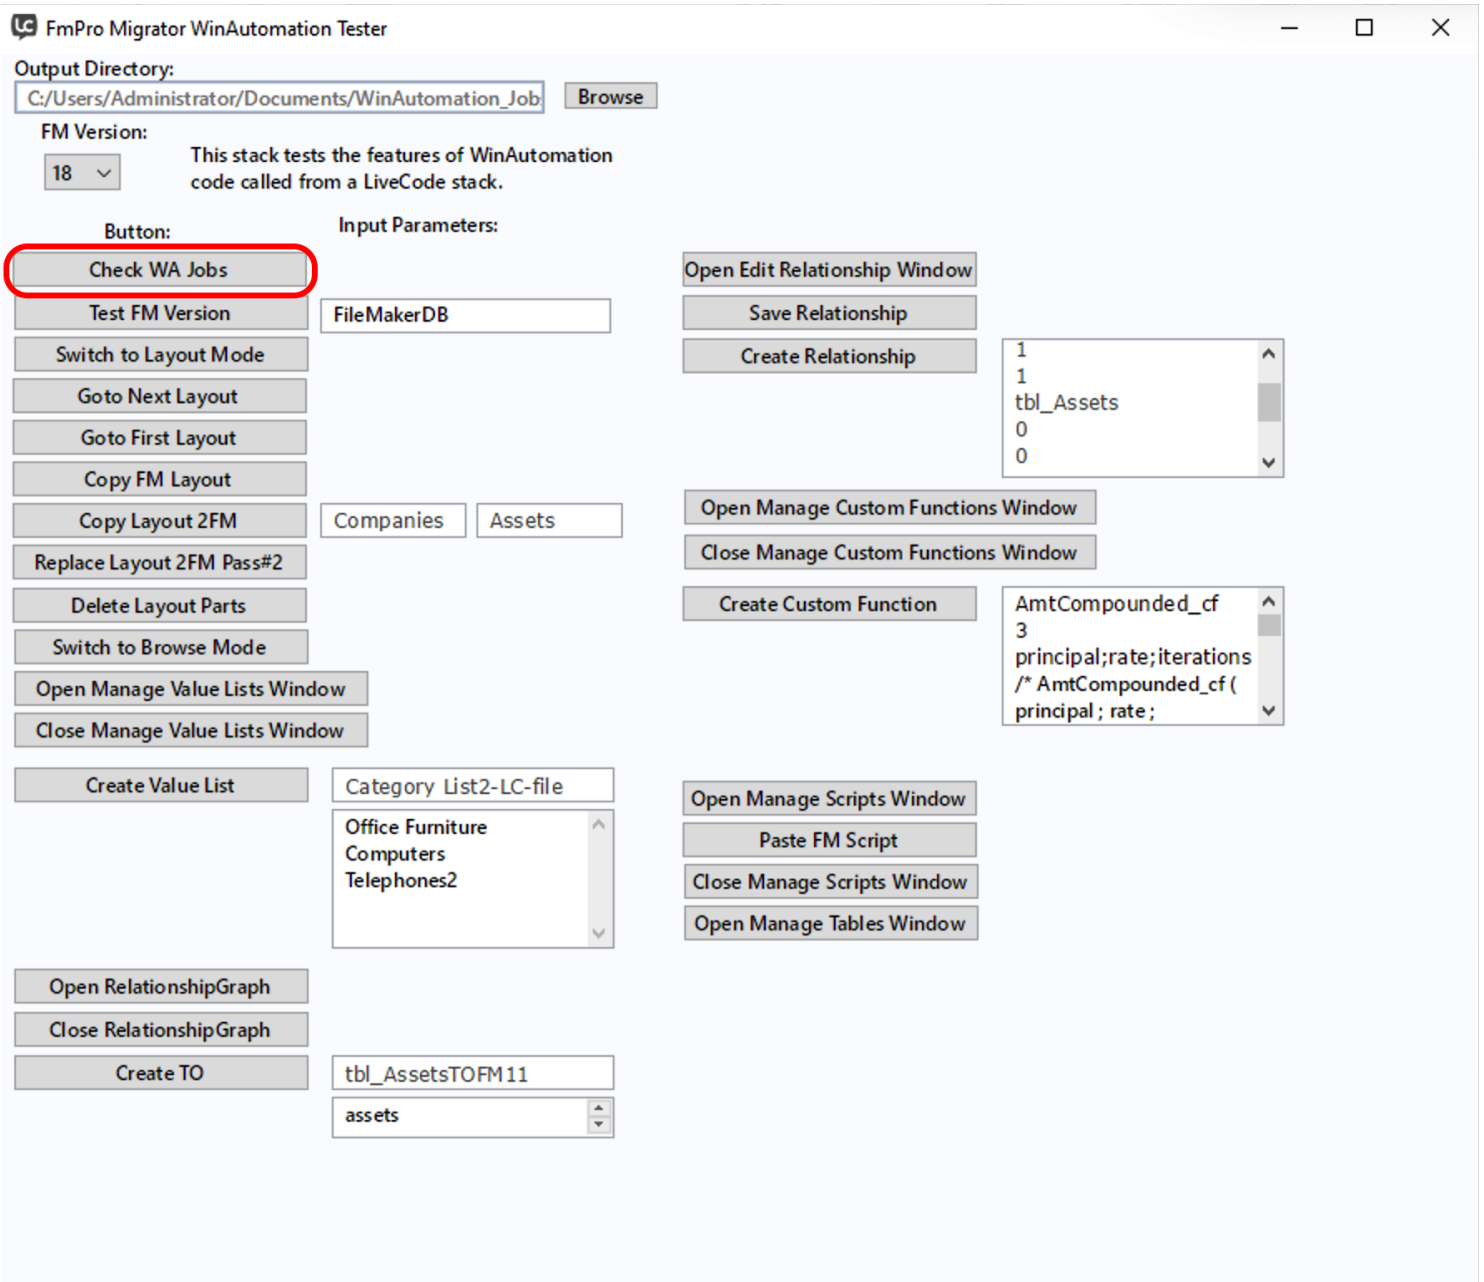 LC FmPro Migrator WinAutomation Tester
Output Directory:
C:/Users/Administrator/Documents/WinAutomation_Job
Browse
FM Version:
18
This stack tests the features of WinAutomation
code called from a LiveCode stack.
Button:
Input Parameters:
Check WA Jobs
Test FM Version
FileMakerDB
Switch to Layout Mode
Goto Next Layout
Goto First Layout
Copy FM Layout
Copy Layout 2FM
Companies
Assets
Replace Layout 2FM Pass#2
Delete Layout Parts
Switch to Browse Mode
Open Manage Value Lists Window
Close Manage Value Lists Window
Create Value List
Category List2-LC-file
Office Furniture
Computers
Telephones2
Open RelationshipGraph
Close RelationshipGraph
Create TO
tbl_AssetsTOFM11
assets
Open Edit Relationship Window
Save Relationship
Create Relationship
1
1
tbl_Assets
0
0
Open Manage Custom Functions Window
Close Manage Custom Functions Window
Create Custom Function
AmtCompounded_cf
3
principal;rate;iterations
/* AmtCompounded_cf (
principal ; rate ;
Open Manage Scripts Window
Paste FM Script
Close Manage Scripts Window
Open Manage Tables Window